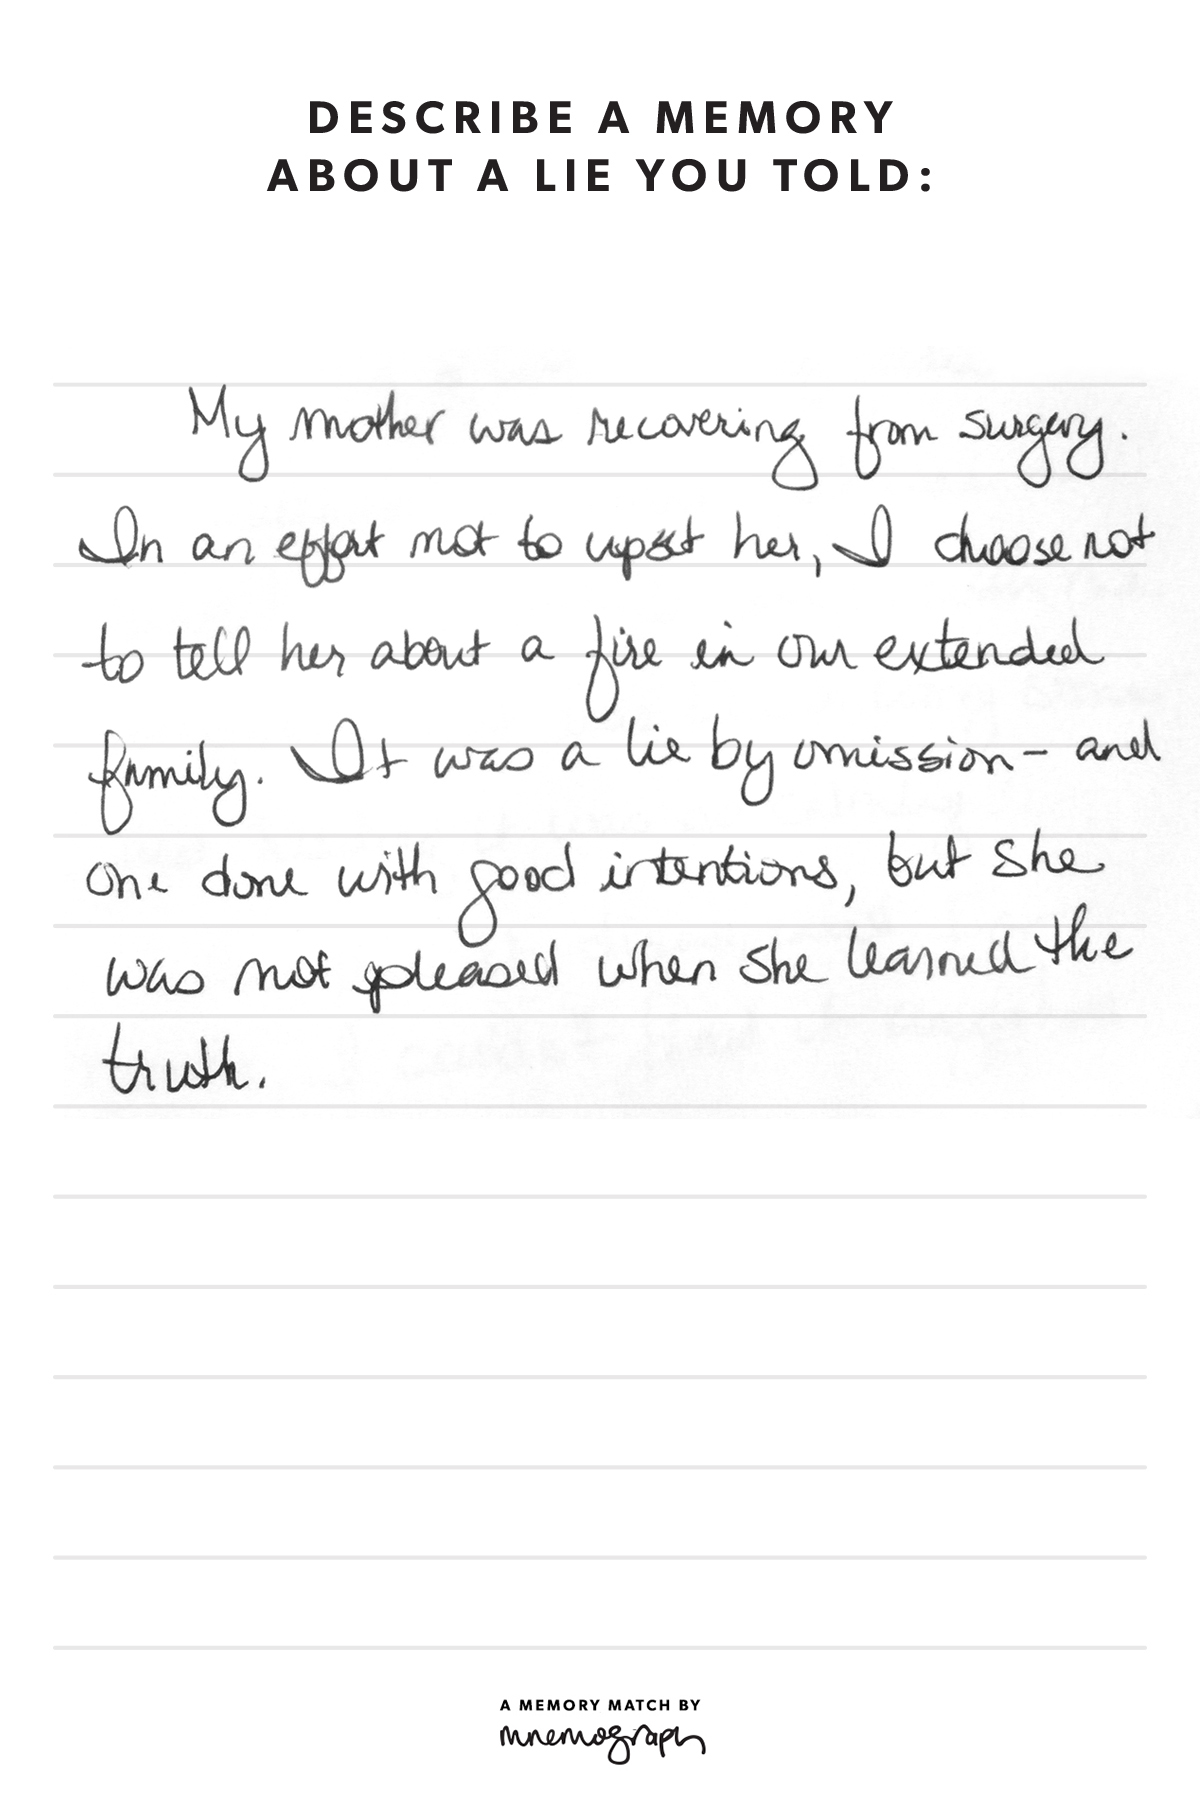 DESCRIBE A MEMORY
ABOUT A LIE YOU TOLD:
My mother was recovering from surgery.
In an effort not to upset her, I choose not
to tell her about a fire in our extended
family. It was a lie by omission - and
one done with good intentions, but she
was not pleased when she learned the
truth.
A MEMORY MATCH BY
mnemograph